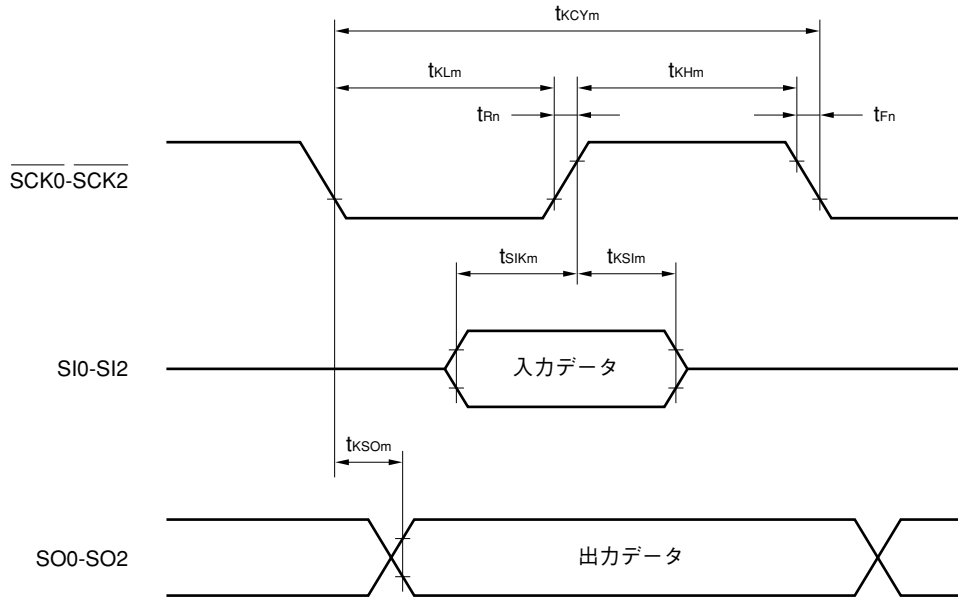 tKCYm
tKLm
tKHm
tRn
tFn
SCK0-SCK2
tSIKm
tKSIm
SI0-SI2
入力データ
tKSOm
SO0-SO2
出力データ